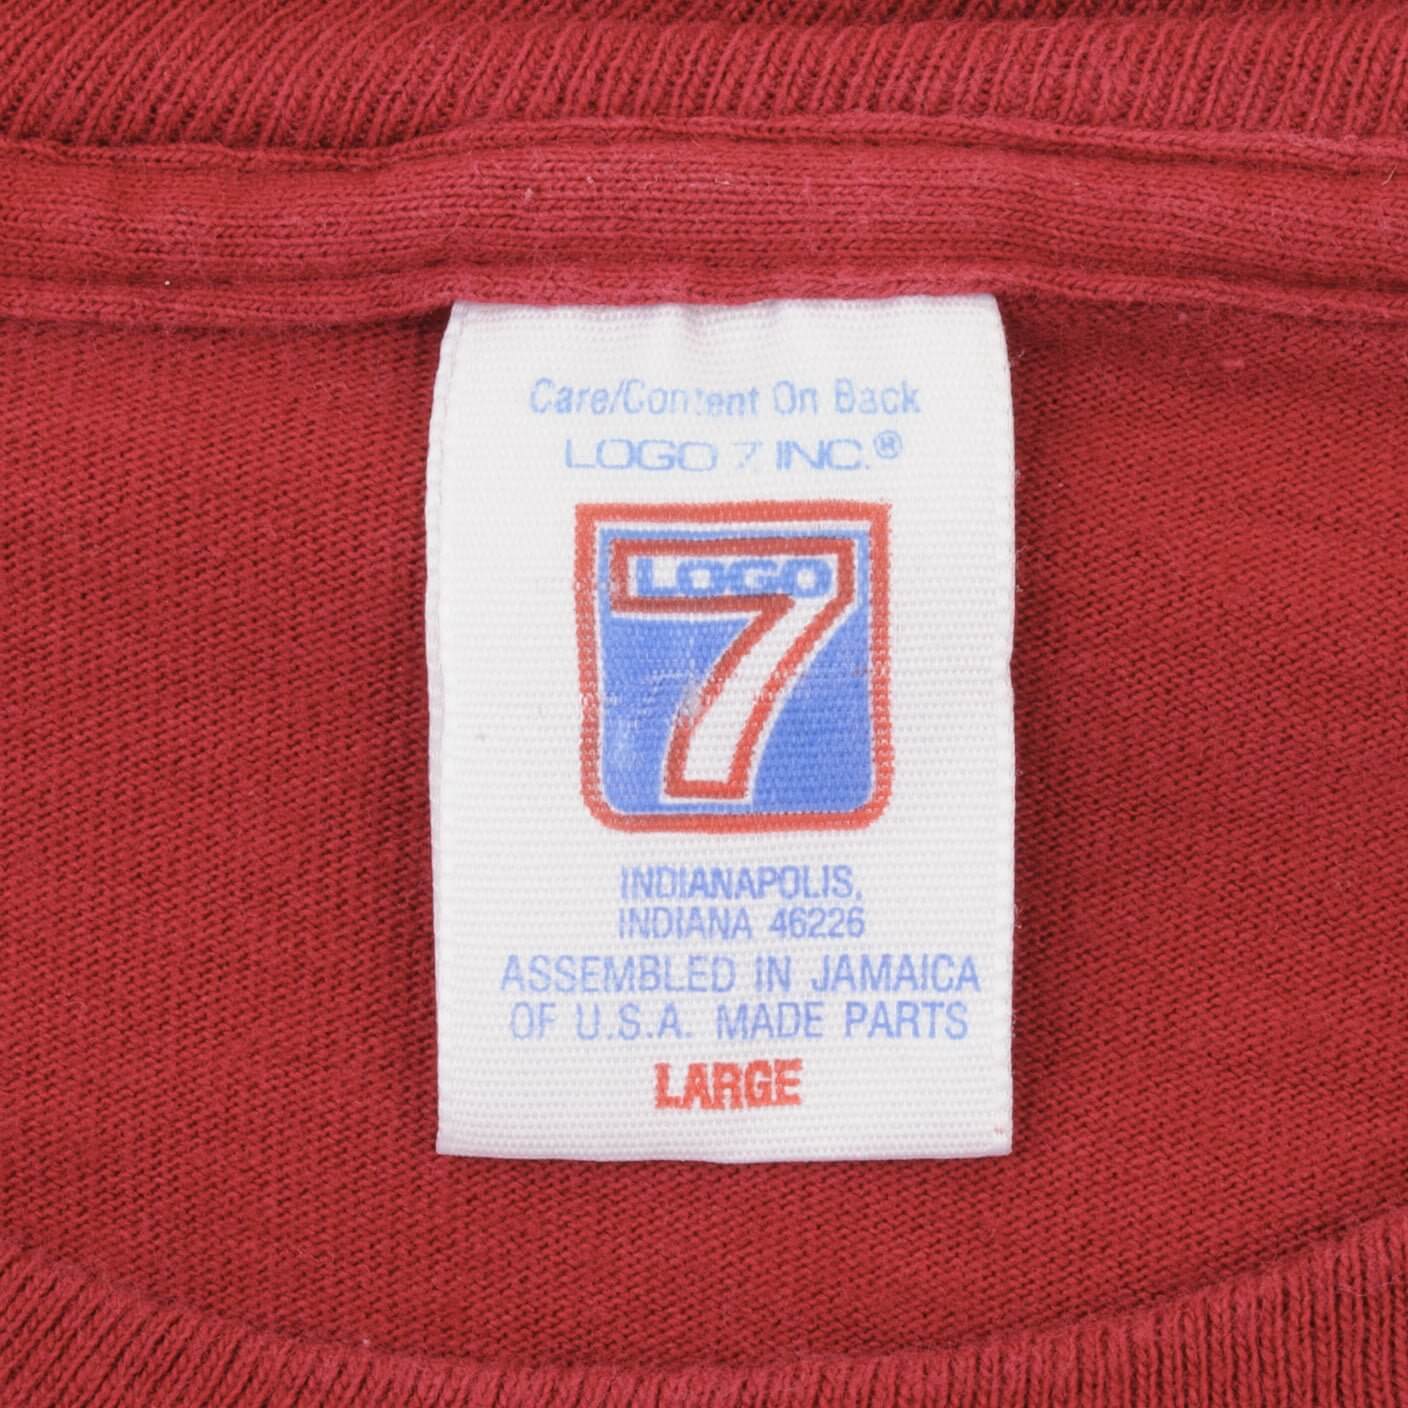 Care/Content On Back
LOGO 7 INC.®
LOGO
7
INDIANAPOLIS,
INDIANA 46226
ASSEMBLED IN JAMAICA
OF U.S.A. MADE PARTS
LARGE